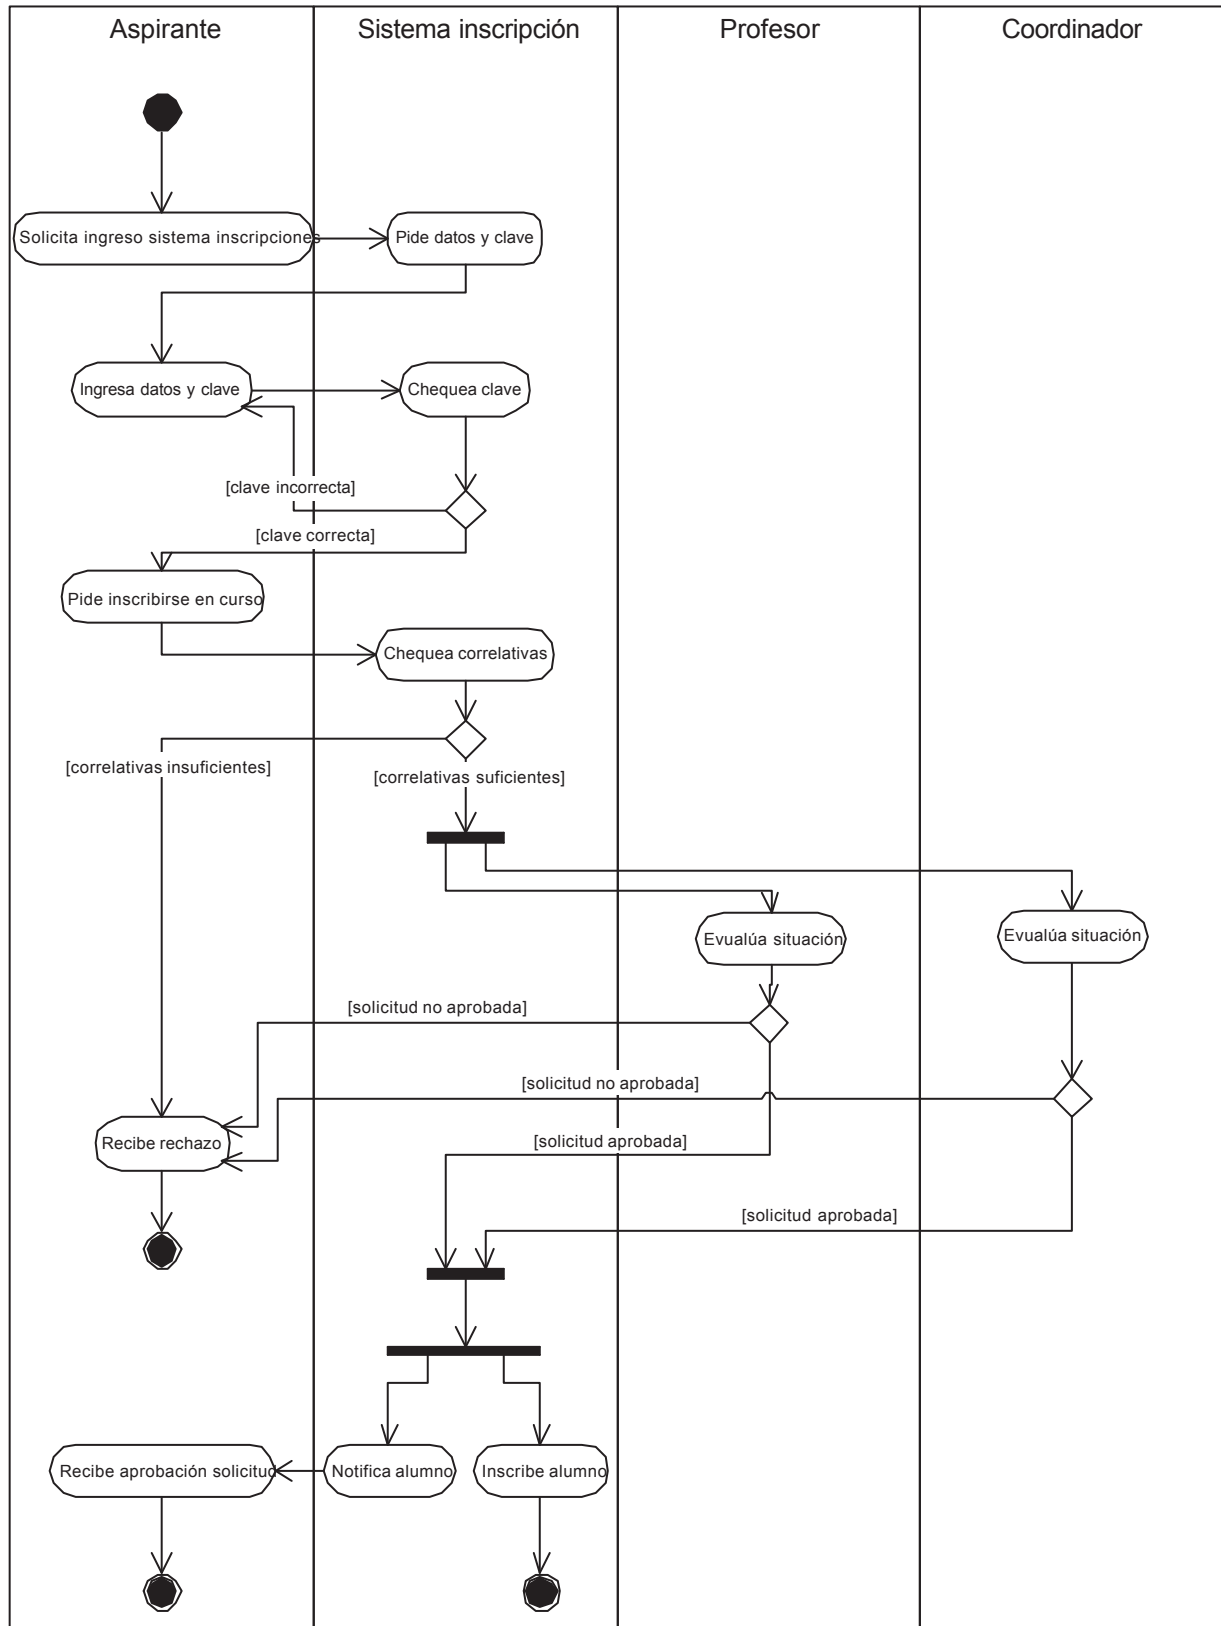 Aspirante
Sistema inscripción
Profesor
Coordinador
Solicita ingreso sistema inscripciones
Pide datos y clave
Ingresa datos y clave
Chequea clave
[clave incorrecta]
[clave correcta]
Pide inscribirse en curso
Chequea correlativas
[correlativas insuficientes]
[correlativas suficientes]
Evualúa situación
Evualúa situación
[solicitud no aprobada]
[solicitud no aprobada]
Recibe rechazo
[solicitud aprobada]
[solicitud aprobada]
Recibe aprobación solicitud
Notifica alumno
Inscribe alumno